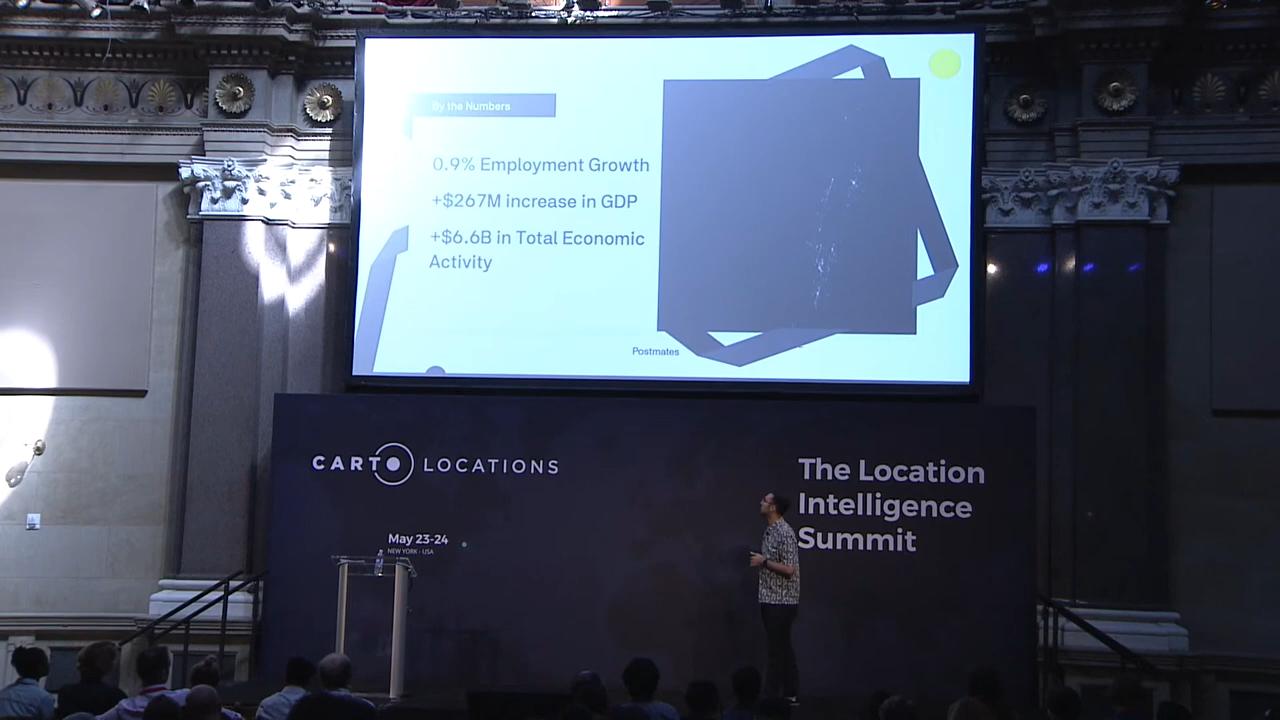 By the Numbers
0.9% Employment Growth
+$267M increase in GDP
+$6.6B in Total Economic
Activity
Postmates
CARTO LOCATIONS
The Location
Intelligence
Summit
May 23-24
NEW YORK - USA